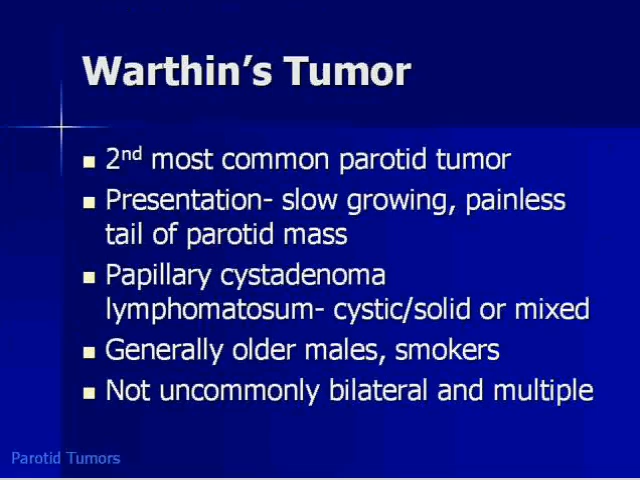 Warthin’s Tumor
■ 2nd most common parotid tumor
■ Presentation- slow growing, painless
tail of parotid mass
■ Papillary cystadenoma
lymphomatosum- cystic/solid or mixed
■ Generally older males, smokers
■ Not uncommonly bilateral and multiple
Parotid Tumors